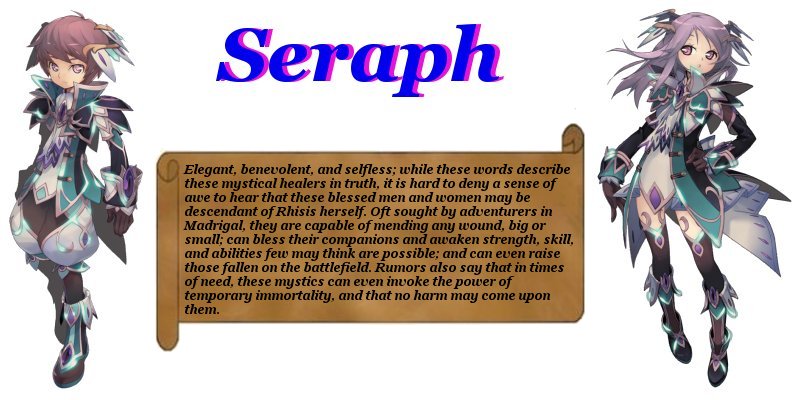 Seraph
Elegant, benevolent, and selfless; while these words describe
these mystical healers in truth, it is hard to deny a sense of
awe to hear that these blessed men and women may be
descendant of Rhisis herself. Oft sought by adventurers in
Madrigal, they are capable of mending any wound, big or
small; can bless their companions and awaken strength, skill,
and abilities few may think are possible; and can even raise
those fallen on the battlefield. Rumors also say that in times
of need, these mystics can even invoke the power of
temporary immortality, and that no harm may come upon
them.